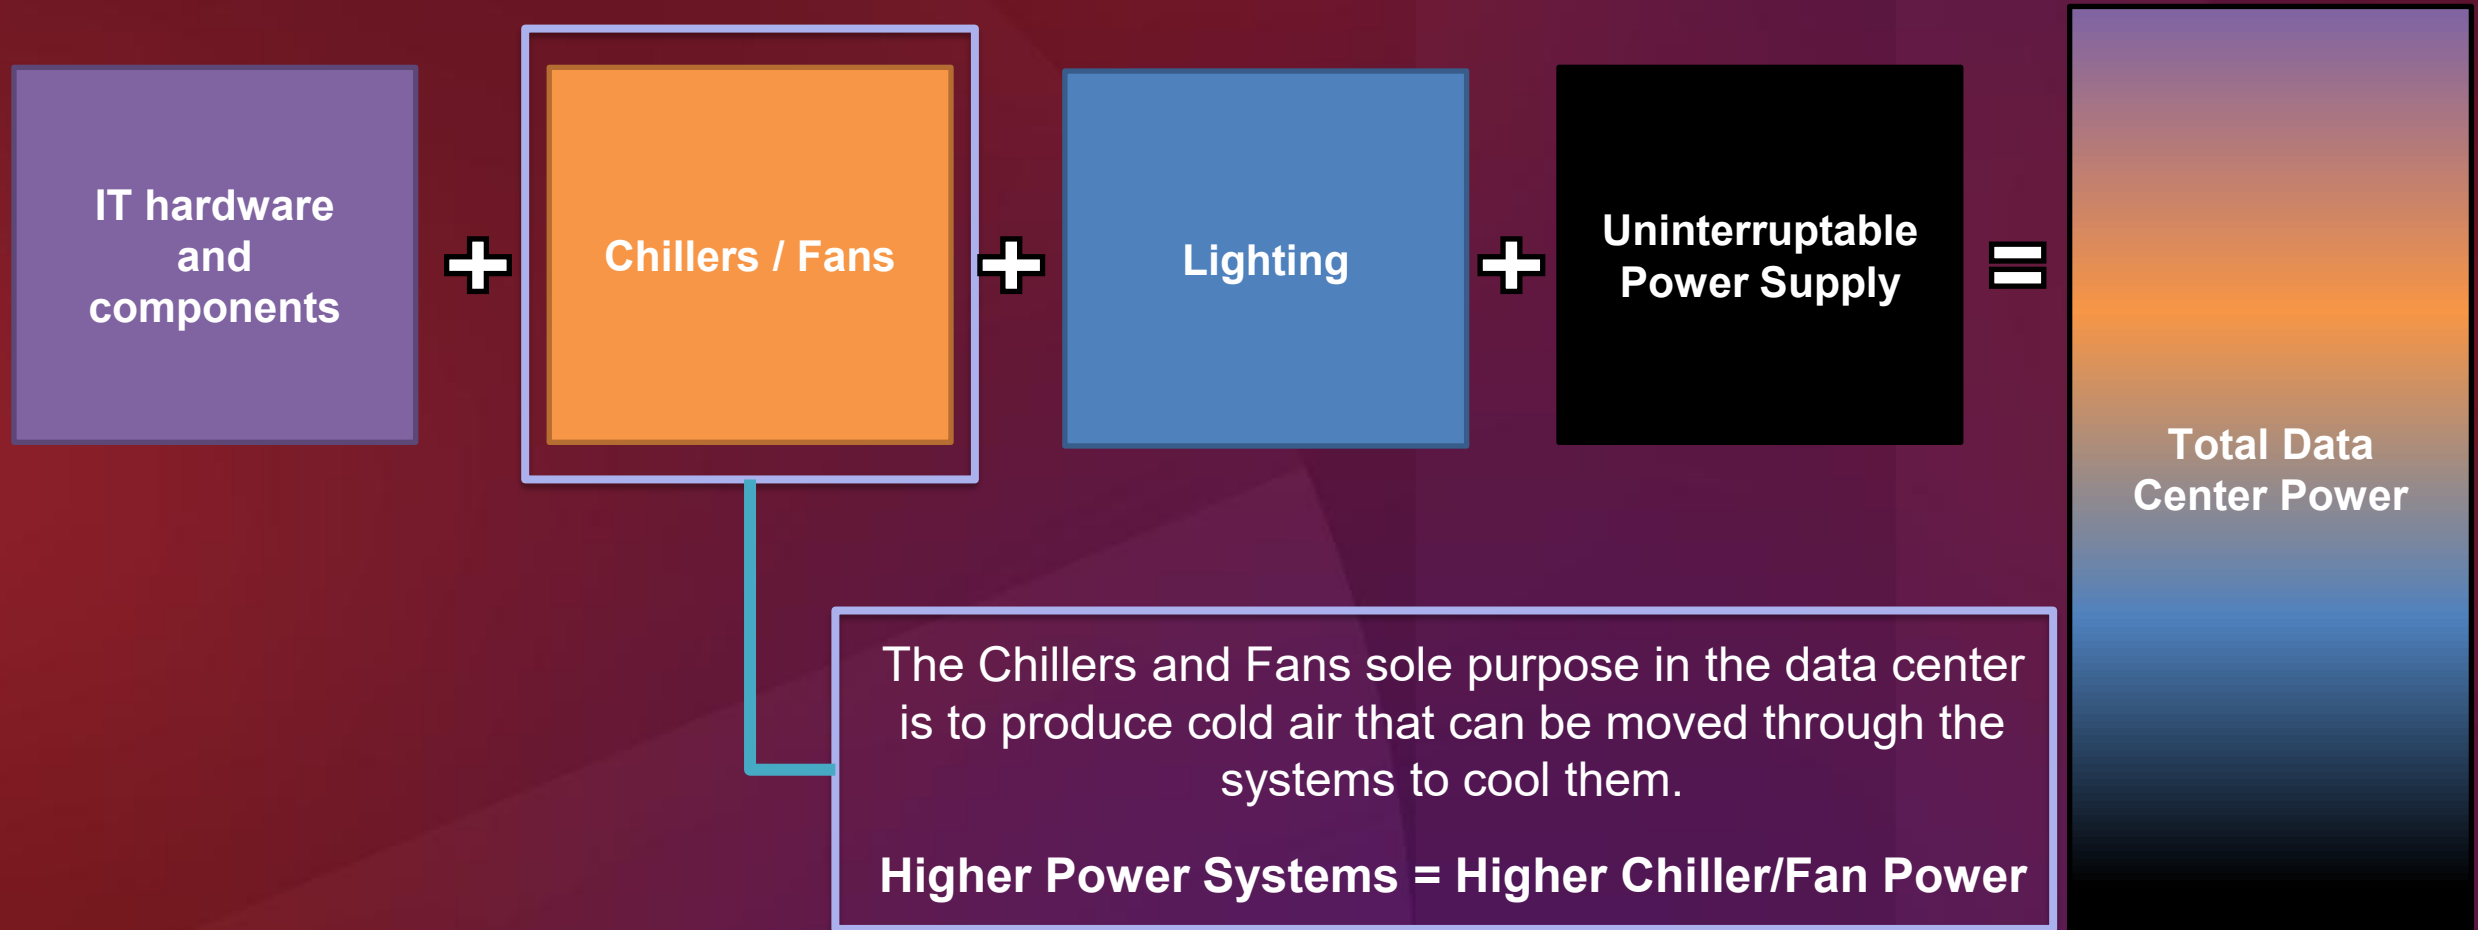 IT hardware
and
components
Chillers / Fans
Lighting
Uninterruptable
Power Supply
Total Data
Center Power
The Chillers and Fans sole purpose in the data center
is to produce cold air that can be moved through the
systems to cool them.
Higher Power Systems = Higher Chiller/Fan Power